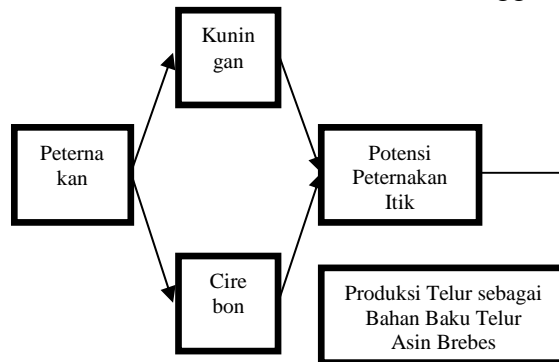 Kunin
gan
Peterna
kan
Potensi
Peternakan
Itik
Cire
bon
Produksi Telur sebagai
Bahan Baku Telur
Asin Brebes